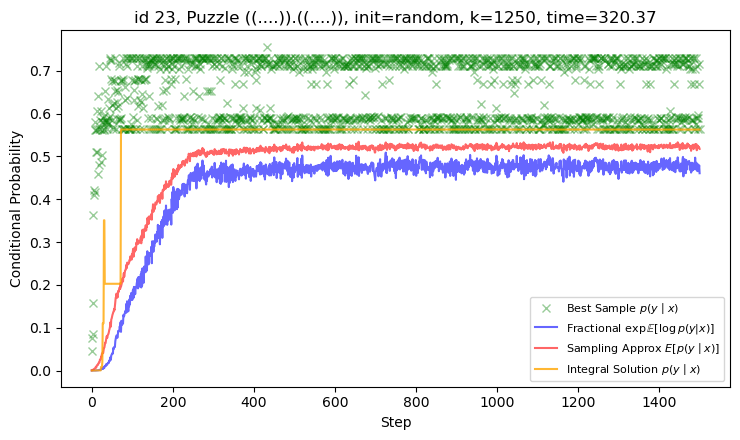 id 23, Puzzle ((....)).((....)), init=random, k=1250, time=320.37
Conditional Probability
0.7
0.6
0.5
0.4
0.3
0.2
0.1
0.0
Best Sample p(y | x)
Fractional exp 𝔼[log p(y|x)]
Sampling Approx E[p(y | x)]
Integral Solution p(y | x)
0 200 400 600 800 1000 1200 1400
Step